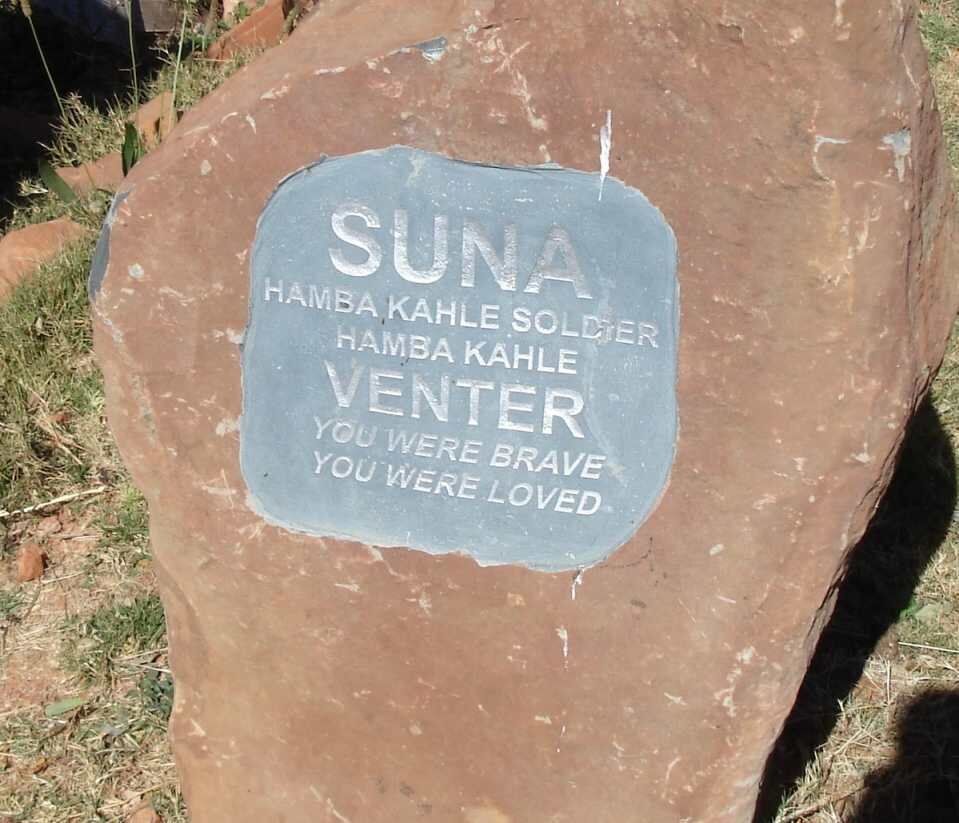 SUNA
HAMBA KAHLE SOLDIER
HAMBA KAHLE
VENTER
YOU WERE BRAVE
YOU WERE LOVED